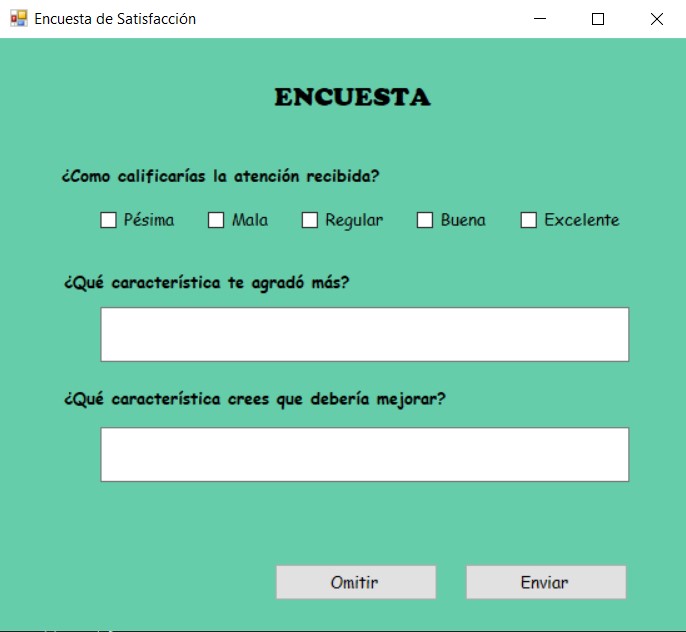 Encuesta de Satisfacción
ENCUESTA
¿Como calificarías la atención recibida?
Pésima Mala Regular Buena Excelente
¿Qué característica te agradó más?
¿Qué característica crees que debería mejorar?
Omitir Enviar